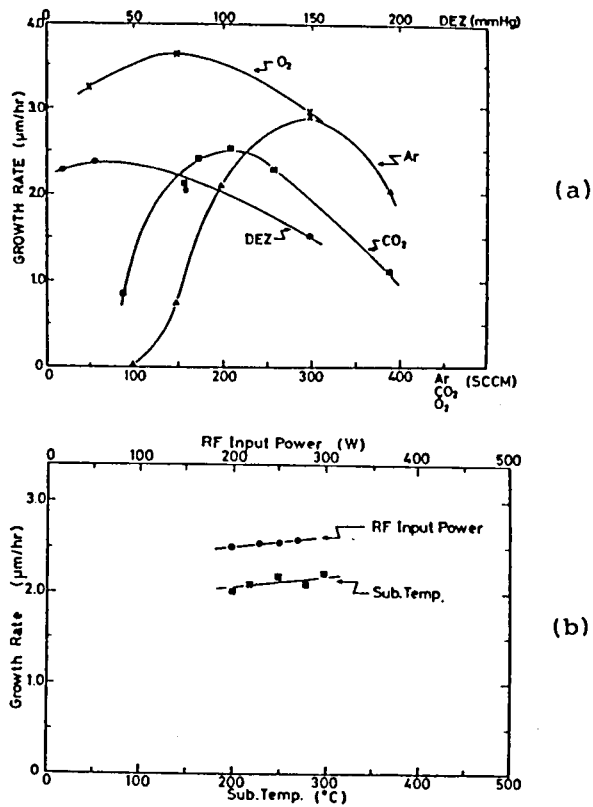 0 50 100 150 200 DEZ (mmHg)
4.0
3.0
2.0
1.0
0
GROWTH RATE (μm/hr)
O₂
Ar
DEZ
CO₂
(a)
0 100 200 300 400 Ar (SCCM)
CO₂
O₂
RF Input Power (W)
0 100 200 300 400 500
3.0
2.0
1.0
0
Growth Rate (μm/hr)
RF Input Power
Sub.Temp.
(b)
0 100 200 300 400 500
Sub.Temp. (°C)